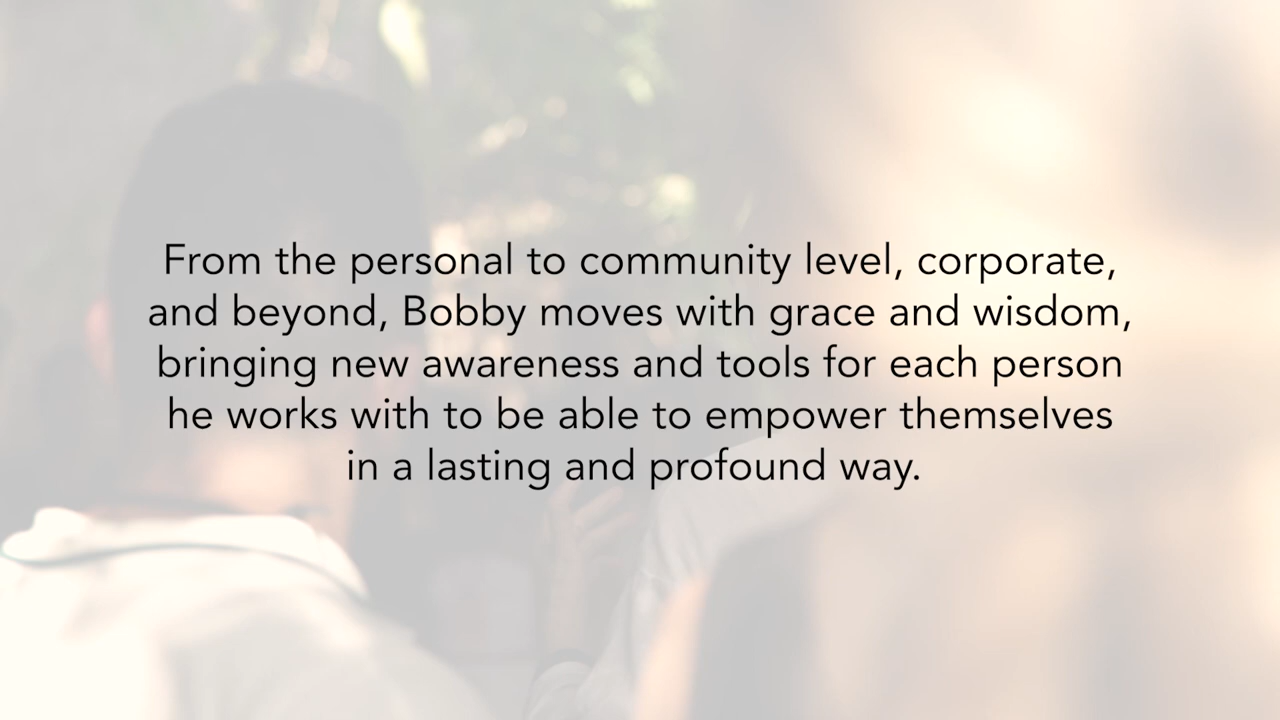 From the personal to community level, corporate,
and beyond, Bobby moves with grace and wisdom,
bringing new awareness and tools for each person
he works with to be able to empower themselves
in a lasting and profound way.